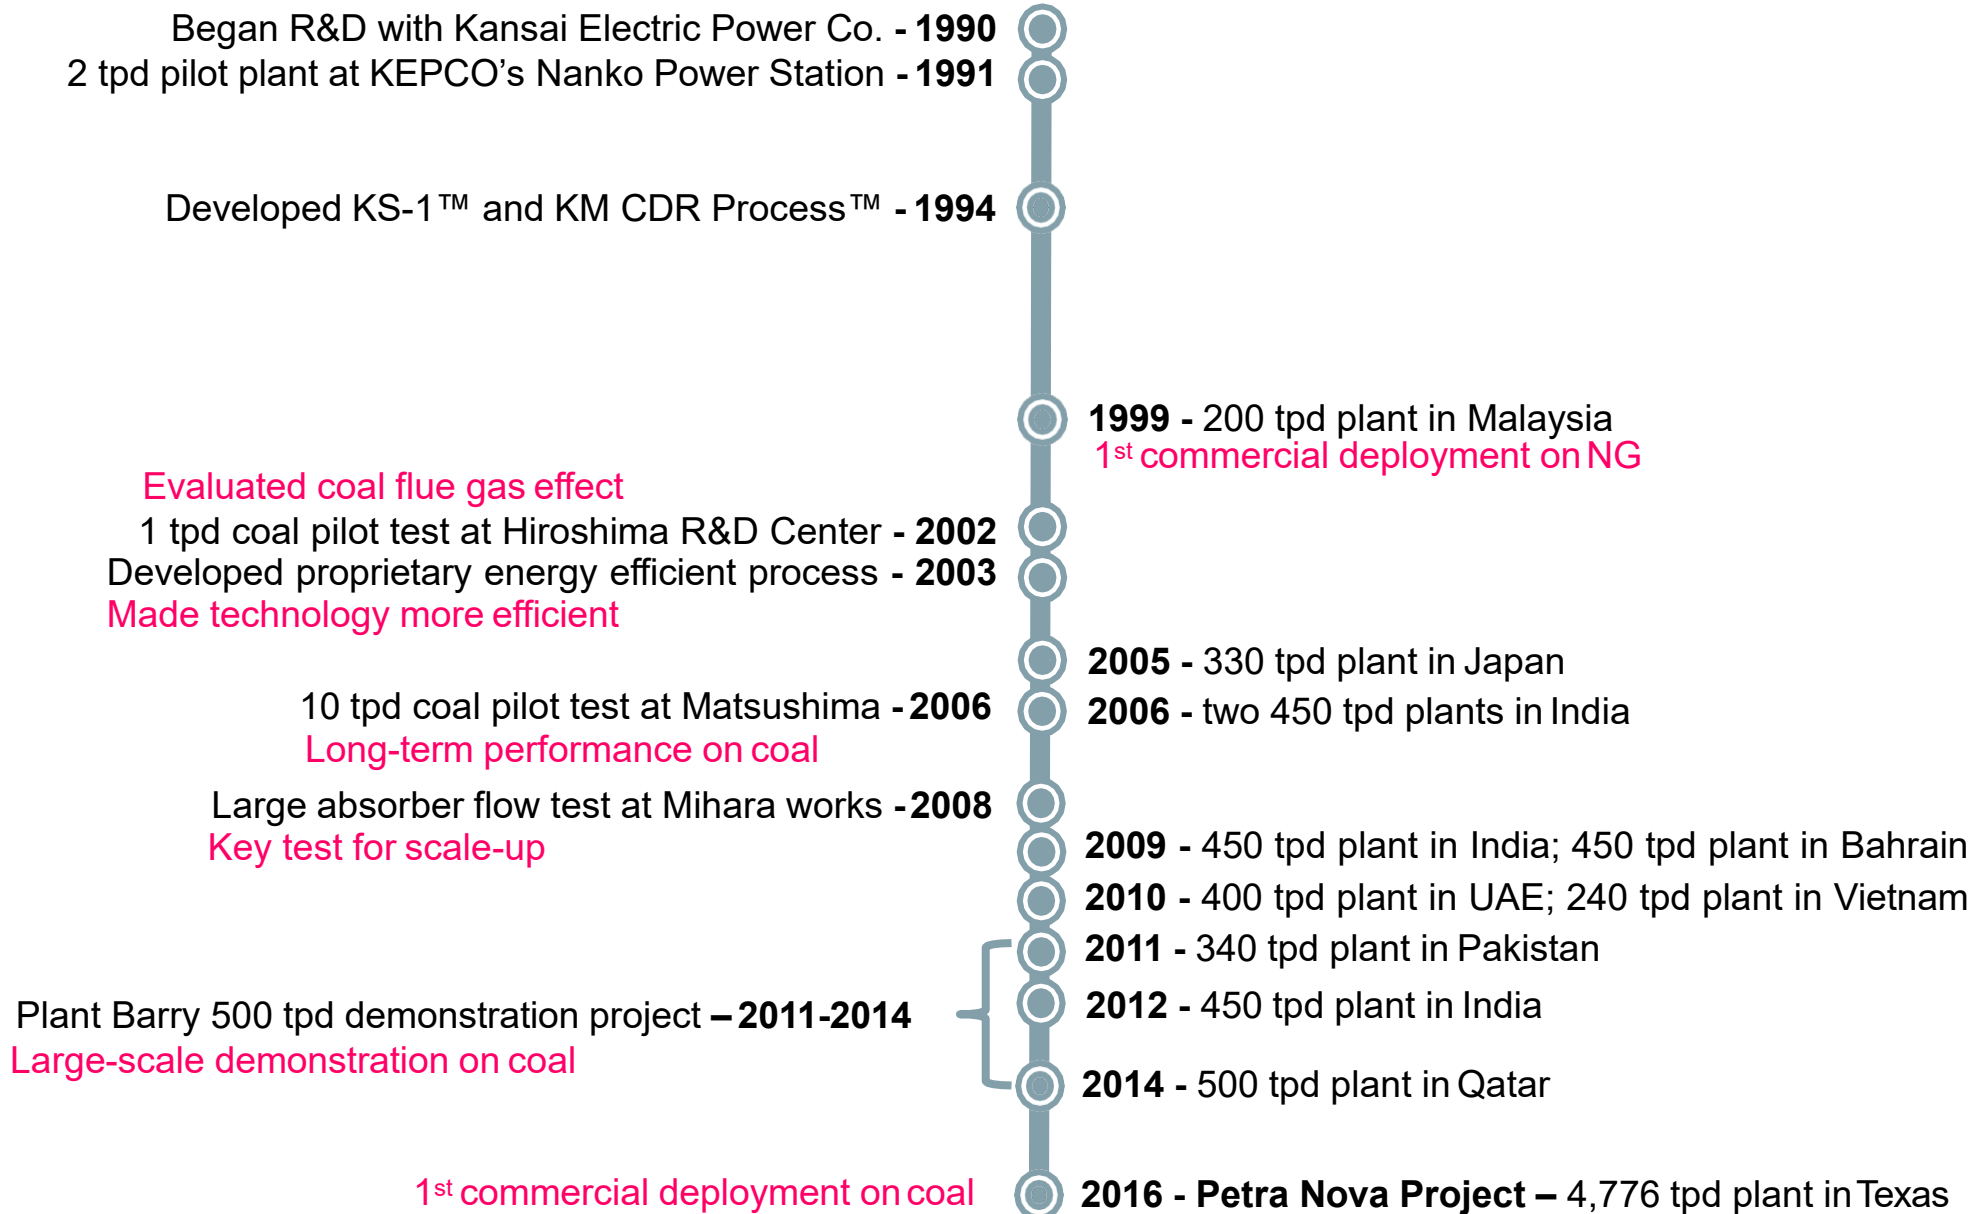 Began R&D with Kansai Electric Power Co. - 1990
2 tpd pilot plant at KEPCO’s Nanko Power Station - 1991
Developed KS-1™ and KM CDR Process™ - 1994
1999 - 200 tpd plant in Malaysia
1st commercial deployment on NG
Evaluated coal flue gas effect
1 tpd coal pilot test at Hiroshima R&D Center - 2002
Developed proprietary energy efficient process - 2003
Made technology more efficient
2005 - 330 tpd plant in Japan
10 tpd coal pilot test at Matsushima - 2006
2006 - two 450 tpd plants in India
Long-term performance on coal
Large absorber flow test at Mihara works - 2008
Key test for scale-up
2009 - 450 tpd plant in India; 450 tpd plant in Bahrain
2010 - 400 tpd plant in UAE; 240 tpd plant in Vietnam
2011 - 340 tpd plant in Pakistan
Plant Barry 500 tpd demonstration project – 2011-2014
2012 - 450 tpd plant in India
Large-scale demonstration on coal
2014 - 500 tpd plant in Qatar
1st commercial deployment on coal
2016 - Petra Nova Project – 4,776 tpd plant in Texas